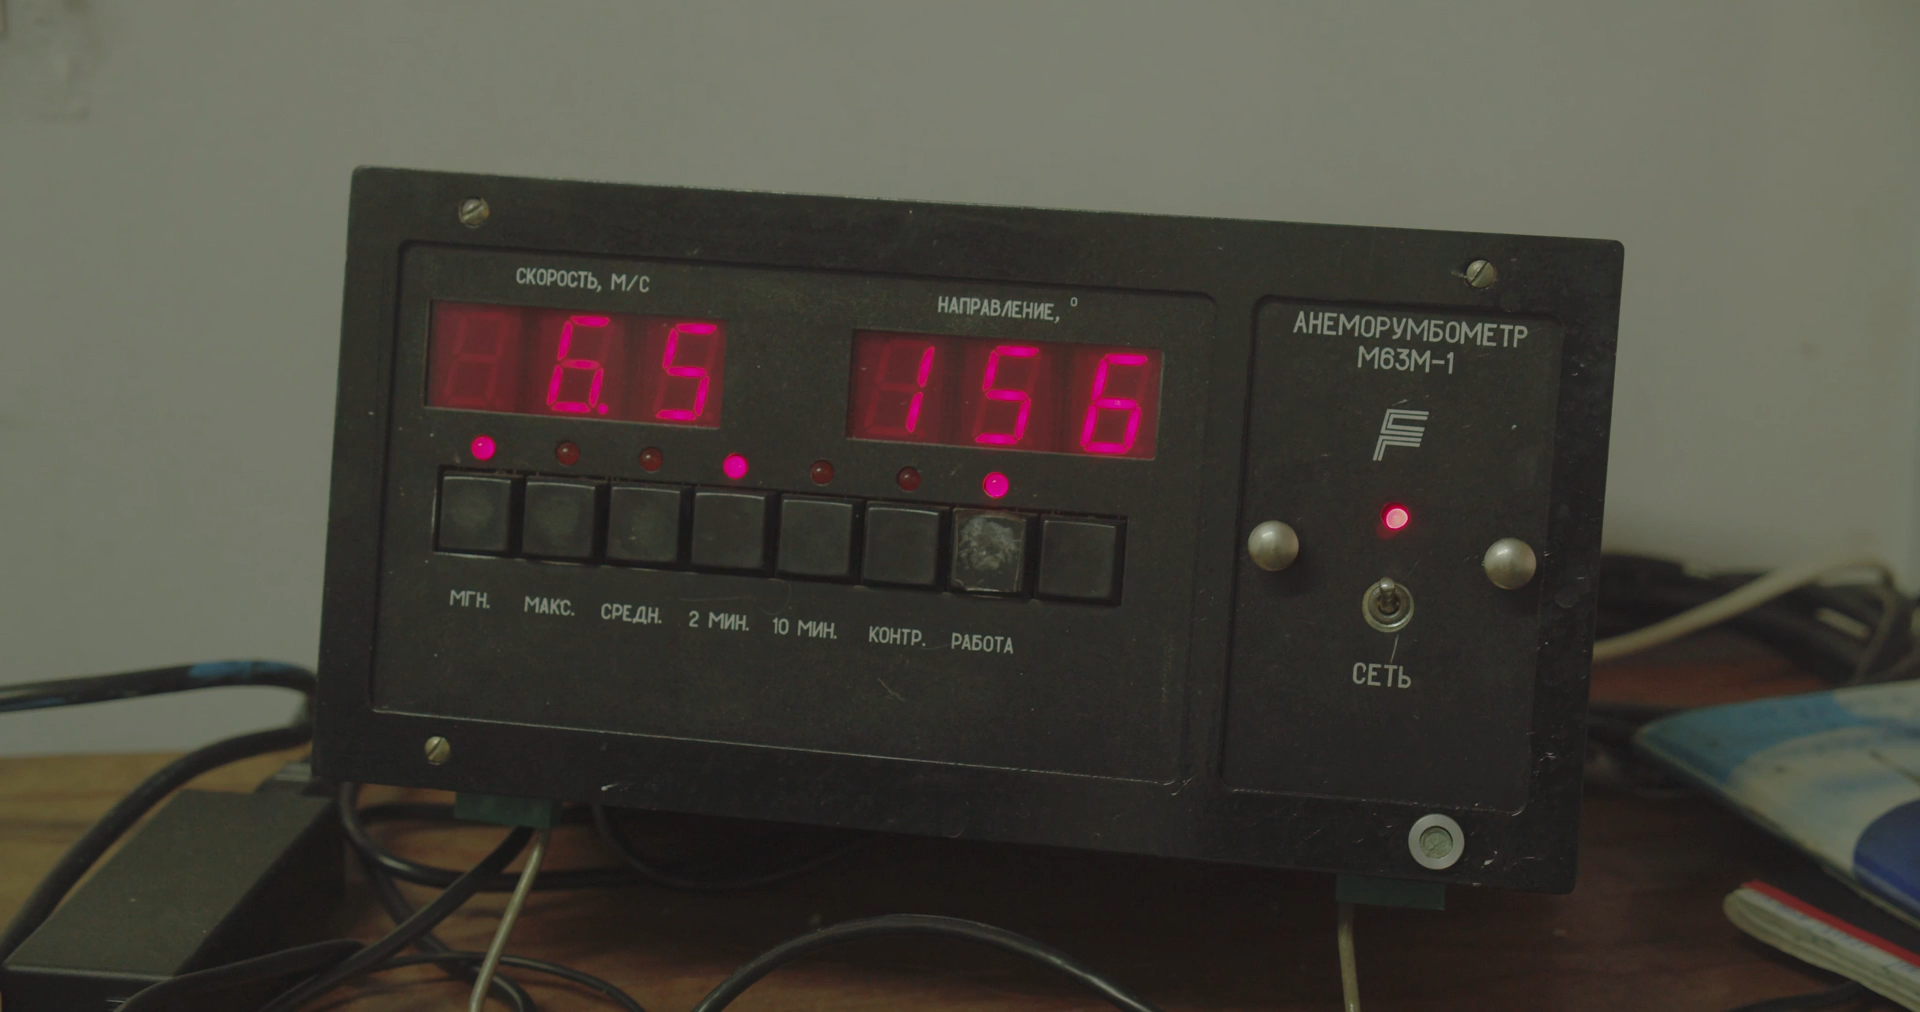 СКОРОСТЬ, М/С
НАПРАВЛЕНИЕ, °
6.5
156
МГН.
МАКС.
СРЕДН.
2 МИН.
10 МИН.
КОНТР.
РАБОТА
АНЕМОРУМБОМЕТР
М63М-1
СЕТЬ